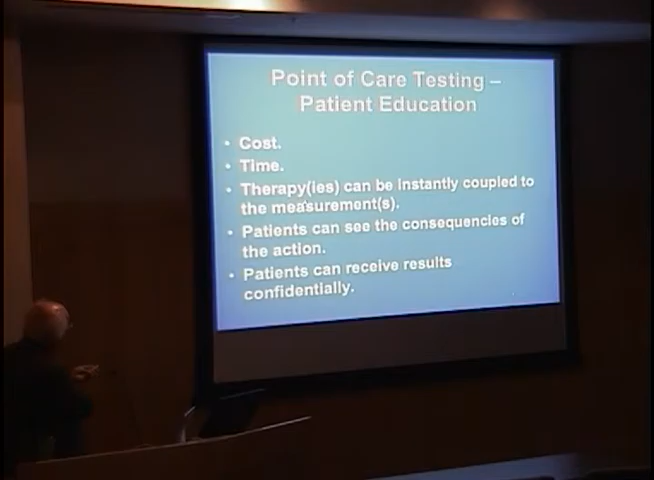 Point of Care Testing –
Patient Education
• Cost.
• Time.
• Therapy(ies) can be instantly coupled to
the measurement(s).
• Patients can see the consequencies of
the action.
• Patients can receive results
confidentially.